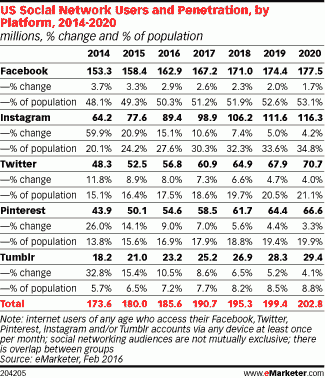 US Social Network Users and Penetration, by
Platform, 2014-2020
millions, % change and % of population
2014 2015 2016 2017 2018 2019 2020
Facebook 153.3 158.4 162.9 167.2 171.0 174.4 177.5
—% change 3.7% 3.3% 2.9% 2.6% 2.3% 2.0% 1.7%
—% of population 48.1% 49.3% 50.3% 51.2% 51.9% 52.6% 53.1%
Instagram 64.2 77.6 89.4 98.9 106.2 111.6 116.3
—% change 59.9% 20.9% 15.1% 10.6% 7.4% 5.0% 4.2%
—% of population 20.1% 24.2% 27.6% 30.3% 32.3% 33.6% 34.8%
Twitter 48.3 52.5 56.8 60.9 64.9 67.9 70.7
—% change 11.8% 8.9% 8.0% 7.3% 6.6% 4.7% 4.0%
—% of population 15.1% 16.4% 17.5% 18.6% 19.7% 20.5% 21.1%
Pinterest 43.9 50.1 54.6 58.5 61.7 64.4 66.6
—% change 26.0% 14.1% 9.0% 7.0% 5.6% 4.4% 3.3%
—% of population 13.8% 15.6% 16.9% 17.9% 18.8% 19.4% 19.9%
Tumblr 18.2 21.0 23.2 25.2 26.9 28.3 29.4
—% change 32.8% 15.4% 10.5% 8.6% 6.5% 5.2% 4.1%
—% of population 5.7% 6.5% 7.2% 7.7% 8.2% 8.5% 8.8%
Total 173.6 180.0 185.6 190.7 195.3 199.4 202.8
Note: internet users of any age who access their Facebook, Twitter,
Pinterest, Instagram and/or Tumblr accounts via any device at least once
per month; social networking audiences are not mutually exclusive; there
is overlap between groups
Source: eMarketer, Feb 2016
204205 www.eMarketer.com